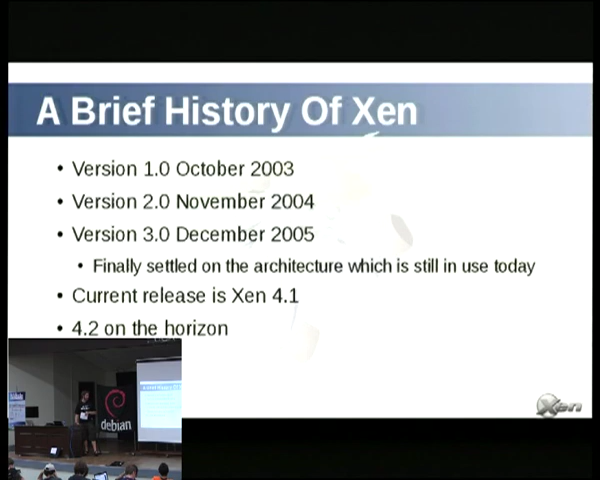 A Brief History Of Xen
• Version 1.0 October 2003
• Version 2.0 November 2004
• Version 3.0 December 2005
• Finally settled on the architecture which is still in use today
• Current release is Xen 4.1
• 4.2 on the horizon
debian
Xen